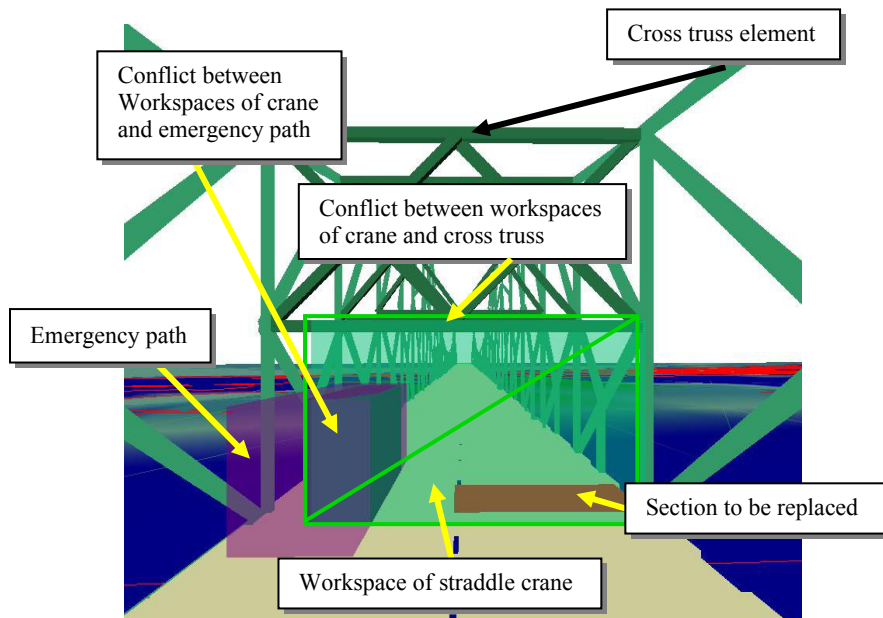 Cross truss element
Conflict between
Workspaces of crane
and emergency path
Conflict between workspaces
of crane and cross truss
Emergency path
Section to be replaced
Workspace of straddle crane